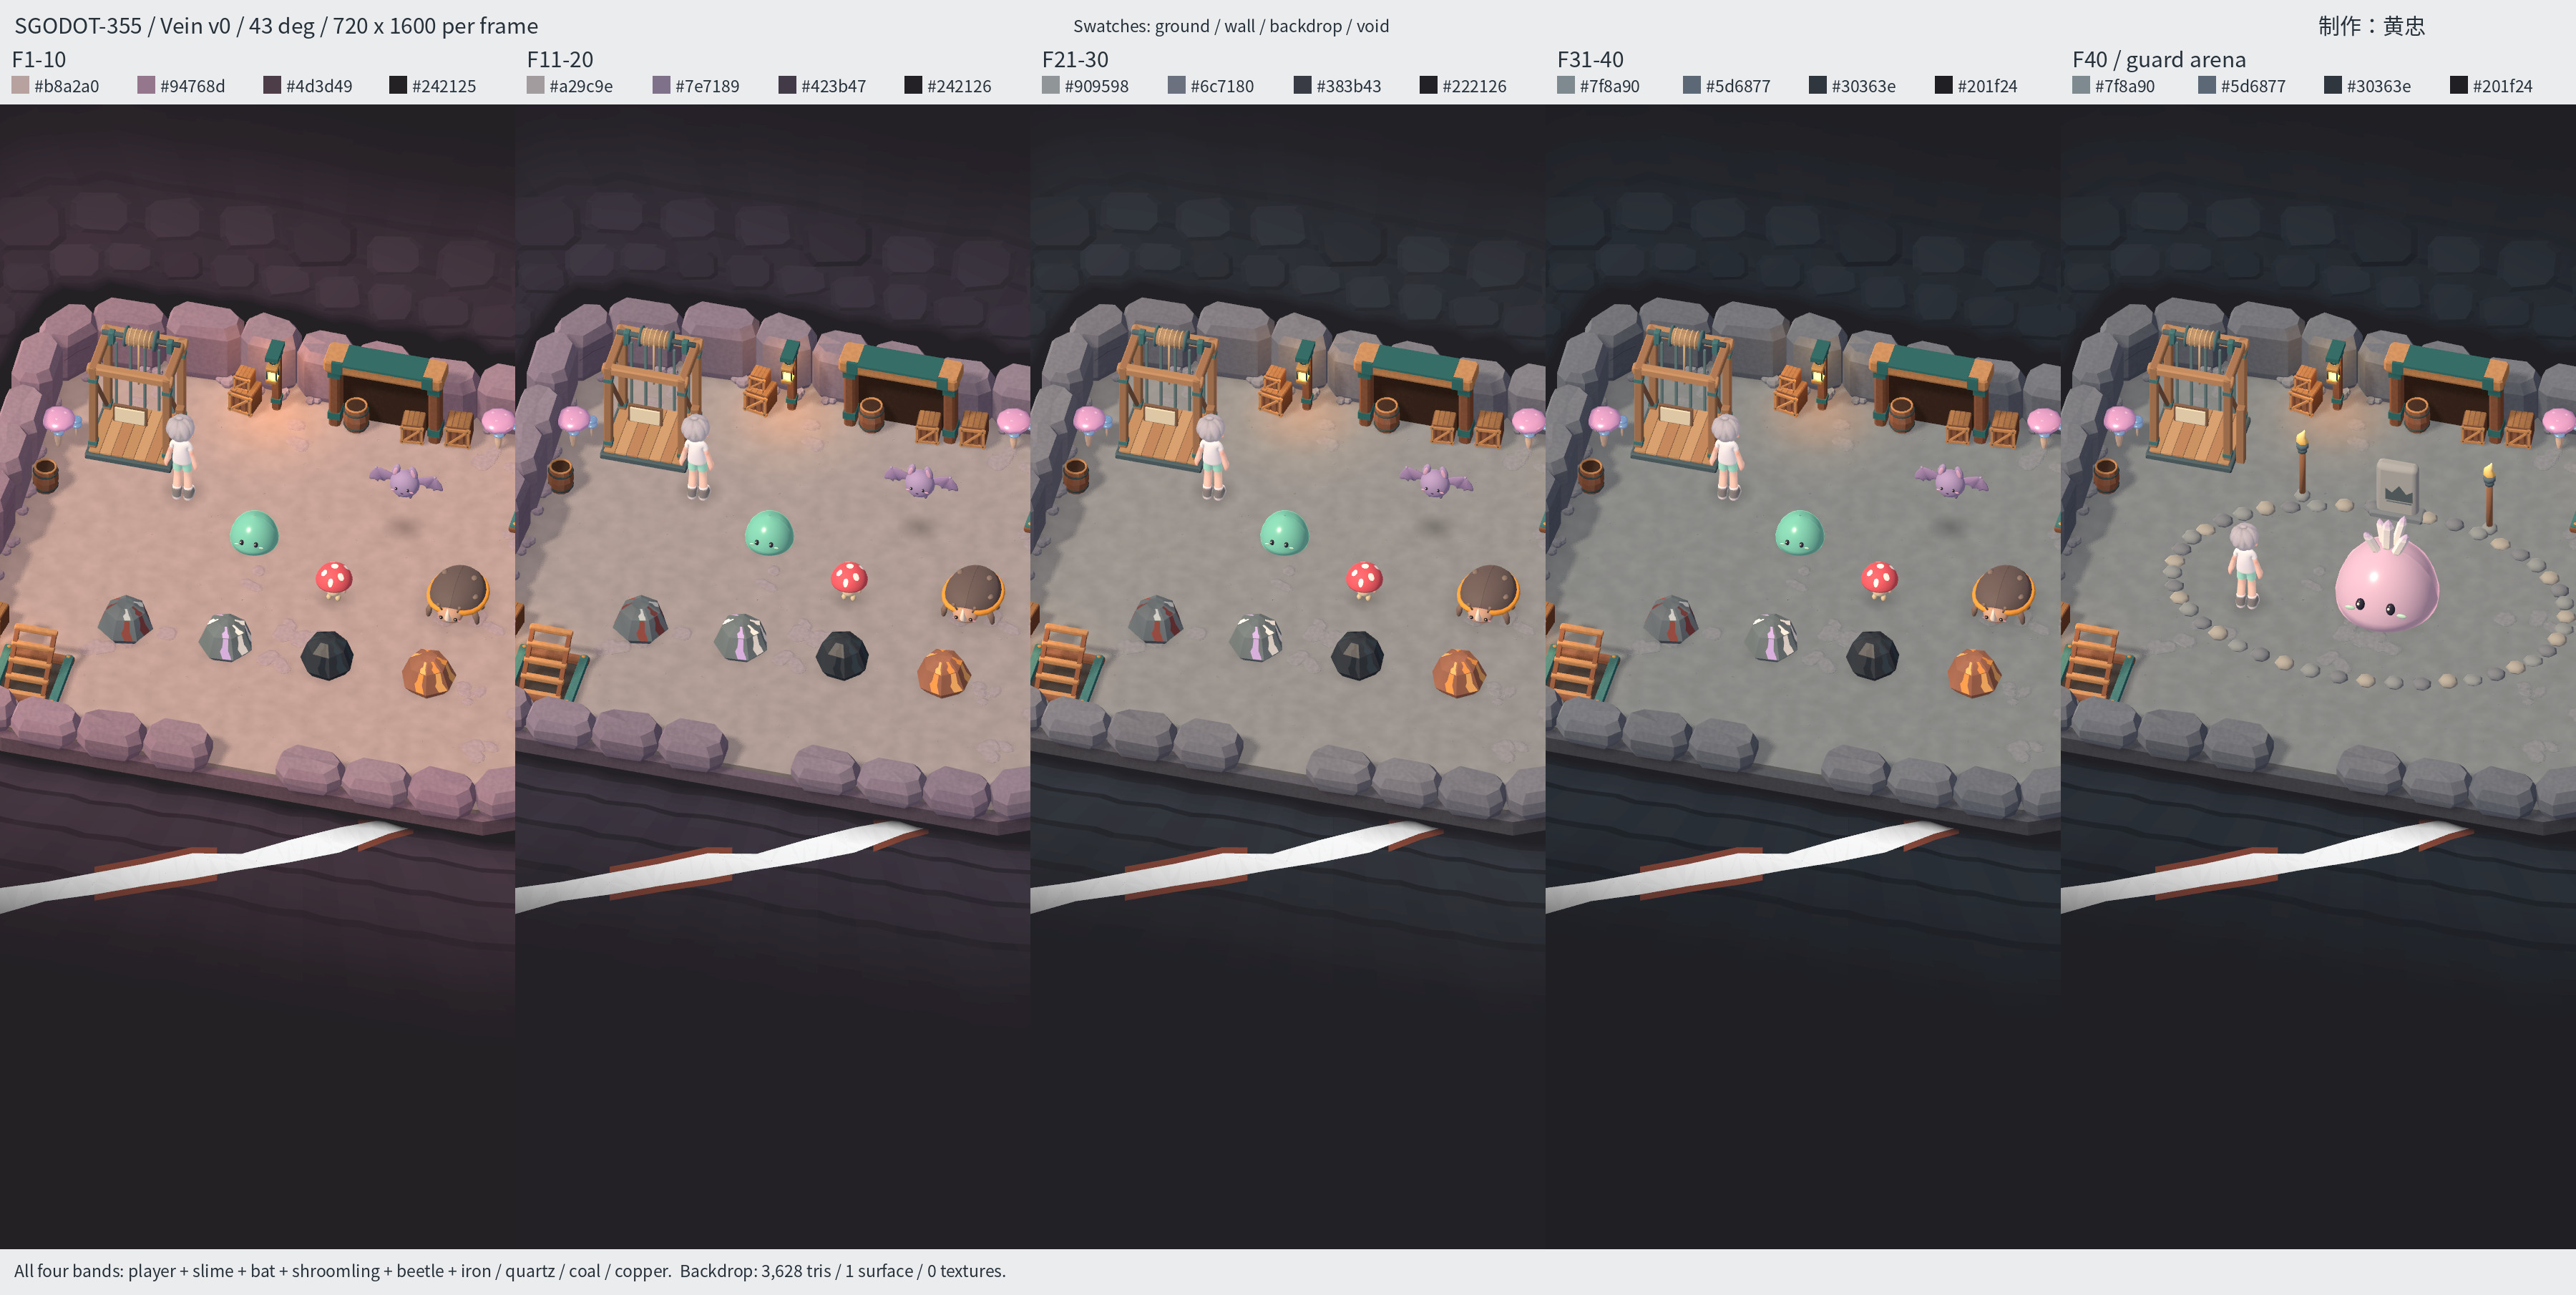 SGODOT-355 / Vein v0 / 43 deg / 720 x 1600 per frame
Swatches: ground / wall / backdrop / void
制作：黄忠
F1-10
#b8a2a0 #94768d #4d3d49 #242125
F11-20
#a29c9e #7e7189 #423b47 #242126
F21-30
#909598 #6c7180 #383b43 #222126
F31-40
#7f8a90 #5d6877 #30363e #201f24
F40 / guard arena
#7f8a90 #5d6877 #30363e #201f24
All four bands: player + slime + bat + shroomling + beetle + iron / quartz / coal / copper. Backdrop: 3,628 tris / 1 surface / 0 textures.